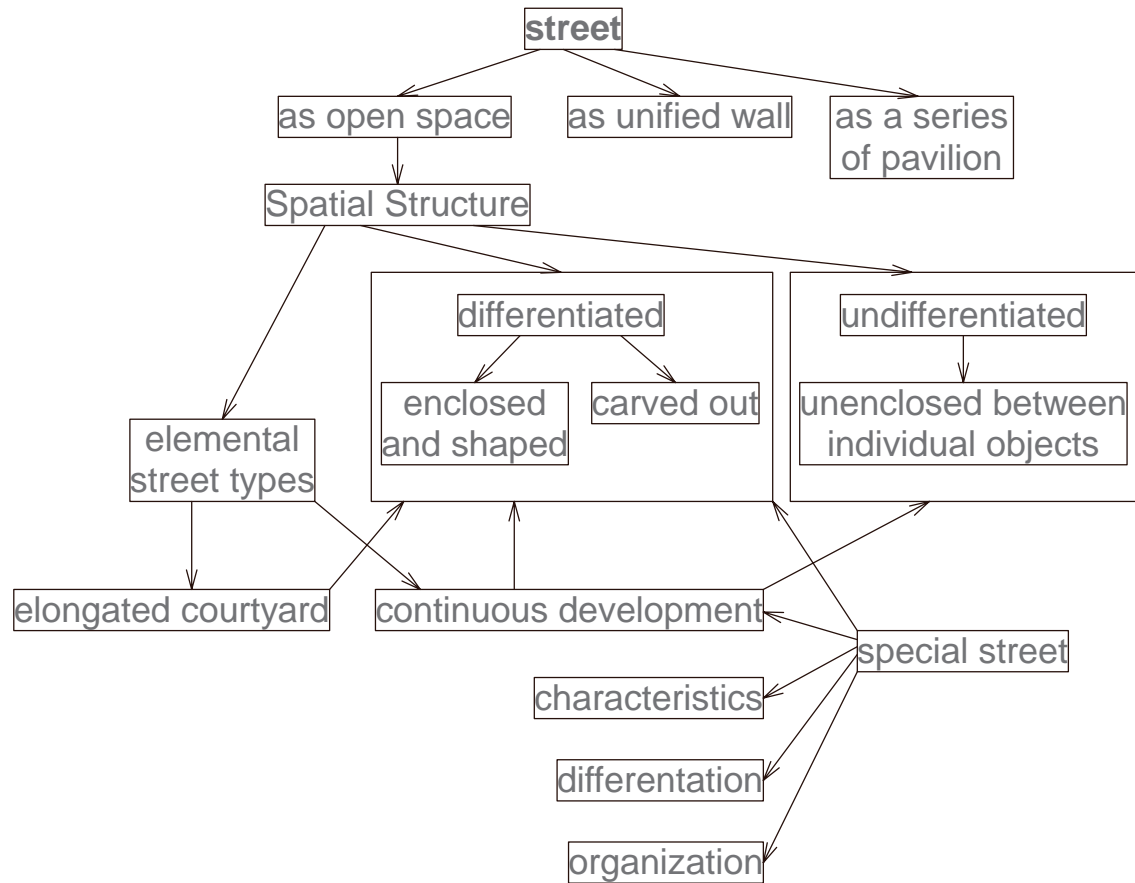 street
as open space
as unified wall
as a series
of pavilion
Spatial Structure
differentiated
undifferentiated
enclosed
and shaped
carved out
unenclosed between
individual objects
elemental
street types
elongated courtyard
continuous development
special street
characteristics
differentation
organization